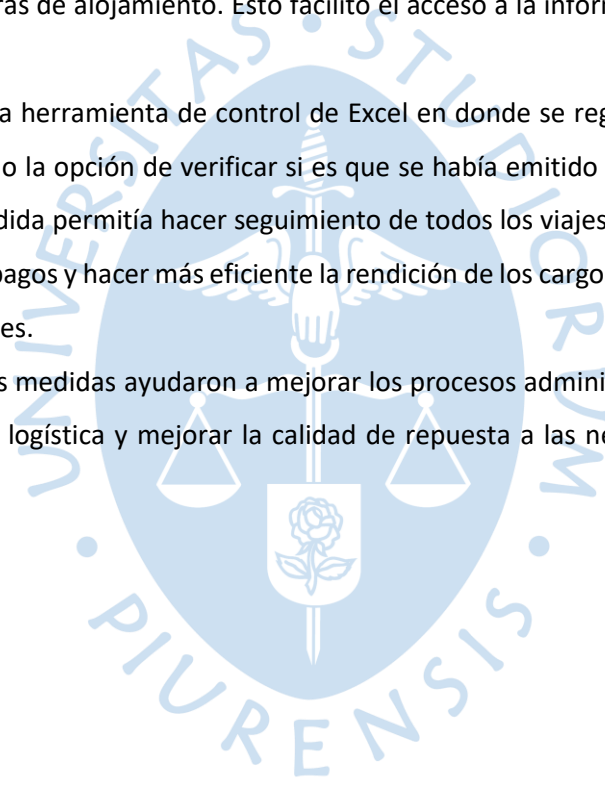 ras de alojamiento. Esto facilitó el acceso a la infor
a herramienta de control de Excel en donde se reg
o la opción de verificar si es que se había emitido
dida permitía hacer seguimiento de todos los viajes
pagos y hacer más eficiente la rendición de los cargo
es.
s medidas ayudaron a mejorar los procesos admini
logística y mejorar la calidad de repuesta a las ne
UNIVERSITAS • STUDIORUM • PIURENSIS •